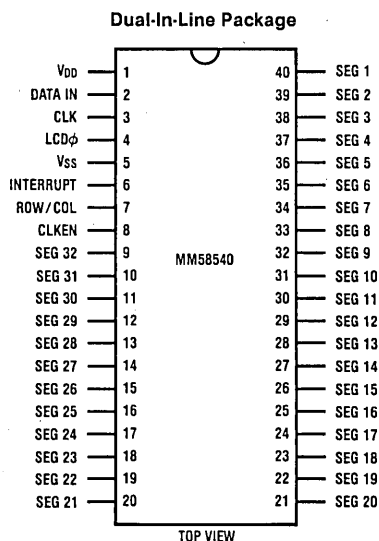 Dual-In-Line Package
VDD 1 40 SEG 1
DATA IN 2 39 SEG 2
CLK 3 38 SEG 3
LCDϕ 4 37 SEG 4
VSS 5 36 SEG 5
INTERRUPT 6 35 SEG 6
ROW/COL 7 34 SEG 7
CLKEN 8 33 SEG 8
SEG 32 9 32 SEG 9
SEG 31 10 31 SEG 10
SEG 30 11 30 SEG 11
SEG 29 12 29 SEG 12
SEG 28 13 28 SEG 13
SEG 27 14 27 SEG 14
SEG 26 15 26 SEG 15
SEG 25 16 25 SEG 16
SEG 24 17 24 SEG 17
SEG 23 18 23 SEG 18
SEG 22 19 22 SEG 19
SEG 21 20 21 SEG 20
MM58540
TOP VIEW